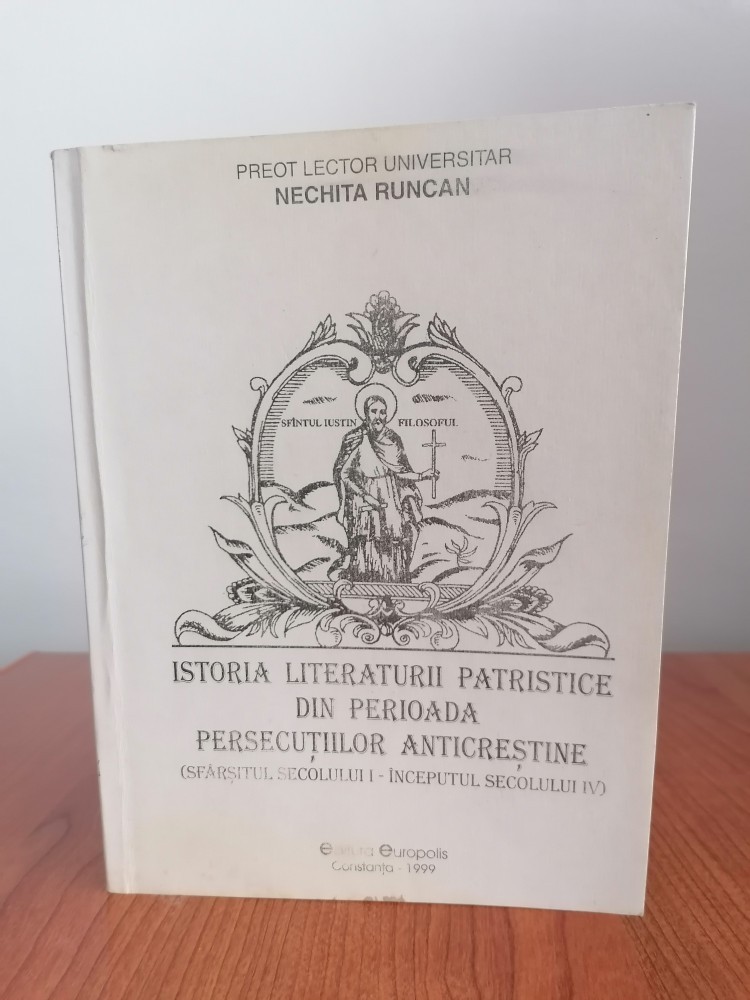 PREOT LECTOR UNIVERSITAR
NECHITA RUNCAN
SFÎNTUL IUSTIN FILOSOFUL
ISTORIA LITERATURII PATRISTICE
DIN PERIOADA
PERSECUȚIILOR ANTICREȘTINE
(SFÂRȘITUL SECOLULUI I - ÎNCEPUTUL SECOLULUI IV)
Editura Europolis
Constanța - 1999